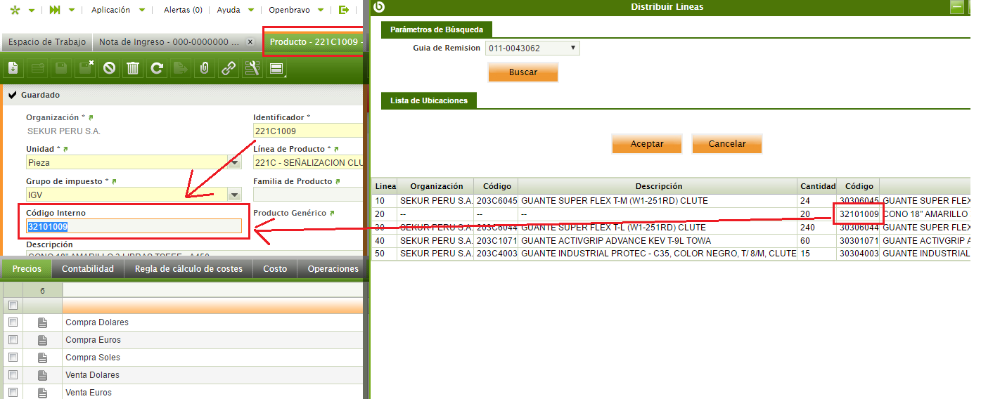 Aplicación
Alertas (0)
Ayuda
Openbravo
Espacio de Trabajo
Nota de Ingreso - 000-0000000 ...
Producto - 221C1009 -
Guardado
Organización *
SEKUR PERU S.A.
Identificador *
221C1009
Unidad *
Pieza
Línea de Producto *
221C - SEÑALIZACION CLU
Grupo de impuesto *
IGV
Familia de Producto
Código Interno
32101009
Producto Genérico
Descripción
Precios
Contabilidad
Regla de cálculo de costes
Costo
Operaciones
6
Compra Dolares
Compra Euros
Compra Soles
Venta Dolares
Venta Euros
Distribuir Lineas
Parámetros de Búsqueda
Guia de Remision
011-0043062
Buscar
Lista de Ubicaciones
Aceptar
Cancelar
Linea Organización Código Descripción Cantidad Código
10 SEKUR PERU S.A. 203C6045 GUANTE SUPER FLEX T-M (W1-251RD) CLUTE 24 30306045 GUANTE SUPER FLEX
20 -- -- -- 20 32101009 CONO 18" AMARILLO
30 SEKUR PERU S.A. 203C6044 GUANTE SUPER FLEX T-L (W1-251RD) CLUTE 240 30306044 GUANTE SUPER FLEX
40 SEKUR PERU S.A. 203C1071 GUANTE ACTIVGRIP ADVANCE KEV T-9L TOWA 60 30301071 GUANTE ACTIVGRIP A
50 SEKUR PERU S.A. 203C4003 GUANTE INDUSTRIAL PROTEC - C35, COLOR NEGRO, T/ 8/M, CLUTE 15 30304003 GUANTE INDUSTRIAL